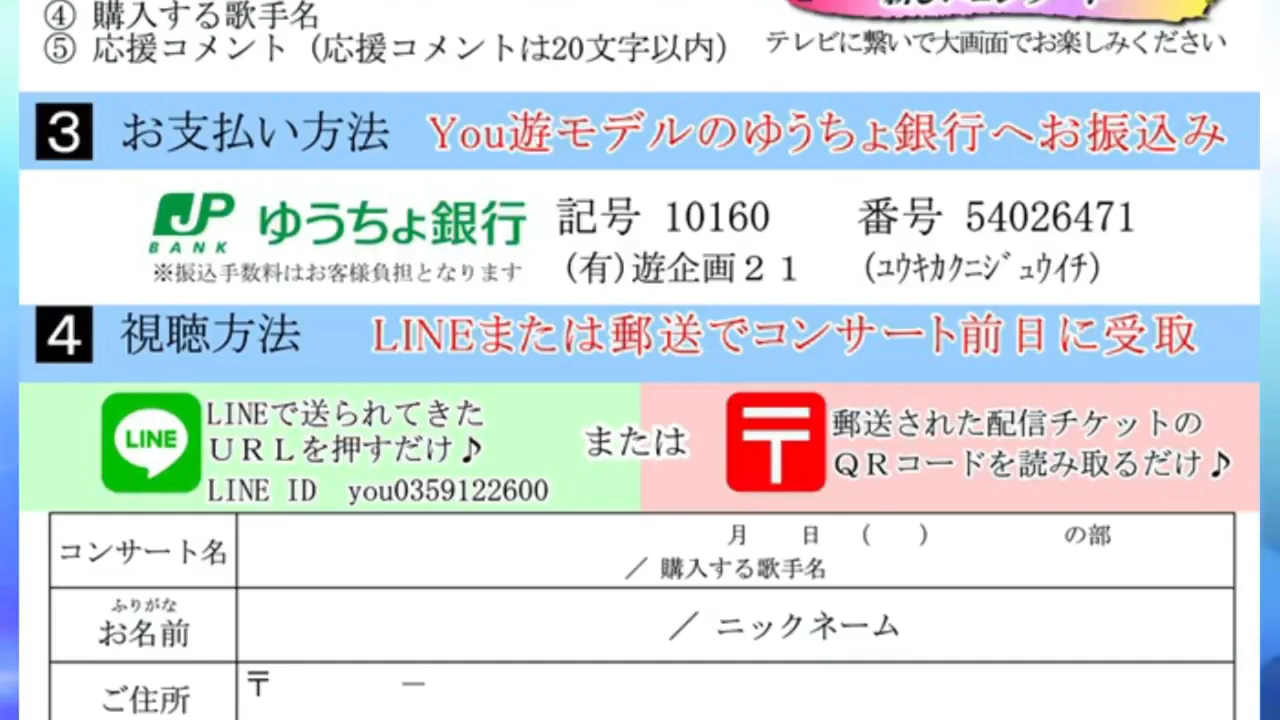 ④ 購入する歌手名
⑤ 応援コメント (応援コメントは20文字以内)
テレビに繋いで大画面でお楽しみください
3 お支払い方法 You遊モデルのゆうちょ銀行へお振込み
JP BANK ゆうちょ銀行 記号 10160 番号 54026471
※振込手数料はお客様負担となります (有)遊企画２１ (ﾕｳｷｶｸﾆｼﾞｭｳｲﾁ)
4 視聴方法 LINEまたは郵送でコンサート前日に受取
LINE
LINEで送られてきた
ＵＲＬを押すだけ♪
LINE ID you0359122600
または
〒
郵送された配信チケットの
ＱＲコードを読み取るだけ♪
コンサート名 月 日 ( ) の部
／ 購入する歌手名
ふりがな
お名前 ／ ニックネーム
ご住所 〒 －